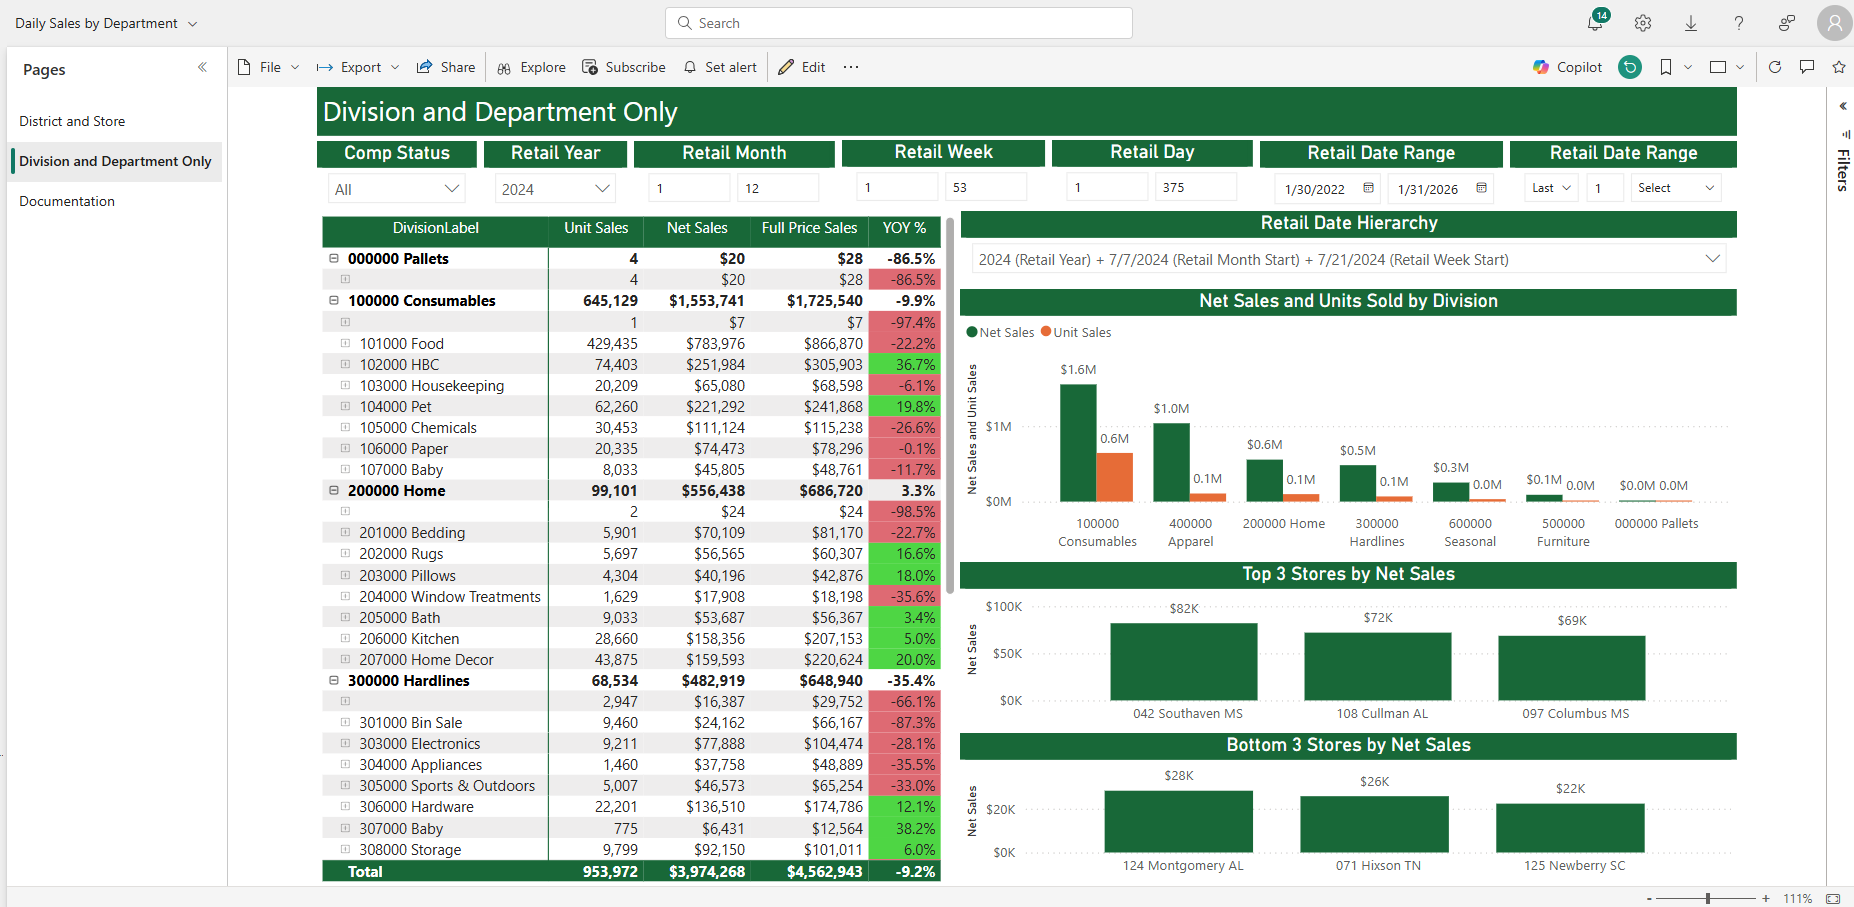 Daily Sales by Department
Search
14
Pages
File Export Share Explore Subscribe Set alert Edit ...
Copilot
District and Store
Division and Department Only
Documentation
Filters
Division and Department Only
Comp Status Retail Year Retail Month Retail Week Retail Day Retail Date Range Retail Date Range
All 2024 1 12 1 53 1 375 1/30/2022 1/31/2026 Last 1 Select
DivisionLabel Unit Sales Net Sales Full Price Sales YOY %
000000 Pallets 4 $20 $28 -86.5%
4 $20 $28 -86.5%
100000 Consumables 645,129 $1,553,741 $1,725,540 -9.9%
1 $7 $7 -97.4%
101000 Food 429,435 $783,976 $866,870 -22.2%
102000 HBC 74,403 $251,984 $305,903 36.7%
103000 Housekeeping 20,209 $65,080 $68,598 -6.1%
104000 Pet 62,260 $221,292 $241,868 19.8%
105000 Chemicals 30,453 $111,124 $115,238 -26.6%
106000 Paper 20,335 $74,473 $78,296 -0.1%
107000 Baby 8,033 $45,805 $48,761 -11.7%
200000 Home 99,101 $556,438 $686,720 3.3%
2 $24 $24 -98.5%
201000 Bedding 5,901 $70,109 $81,170 -22.7%
202000 Rugs 5,697 $56,565 $60,307 16.6%
203000 Pillows 4,304 $40,196 $42,876 18.0%
204000 Window Treatments 1,629 $17,908 $18,198 -35.6%
205000 Bath 9,033 $53,687 $56,367 3.4%
206000 Kitchen 28,660 $158,356 $207,153 5.0%
207000 Home Decor 43,875 $159,593 $220,624 20.0%
300000 Hardlines 68,534 $482,919 $648,940 -35.4%
2,947 $16,387 $29,752 -66.1%
301000 Bin Sale 9,460 $24,162 $66,167 -87.3%
303000 Electronics 9,211 $77,888 $104,474 -28.1%
304000 Appliances 1,460 $37,758 $48,889 -35.5%
305000 Sports & Outdoors 5,007 $46,573 $65,254 -33.0%
306000 Hardware 22,201 $136,510 $174,786 12.1%
307000 Baby 775 $6,431 $12,564 38.2%
308000 Storage 9,799 $92,150 $101,011 6.0%
Total 953,972 $3,974,268 $4,562,943 -9.2%
Retail Date Hierarchy
2024 (Retail Year) + 7/7/2024 (Retail Month Start) + 7/21/2024 (Retail Week Start)
Net Sales and Units Sold by Division
Net Sales Unit Sales
Net Sales and Unit Sales
$1M
$0M
$1.6M 0.6M
$1.0M 0.1M
$0.6M 0.1M
$0.5M 0.1M
$0.3M 0.0M
$0.1M 0.0M
$0.0M 0.0M
100000 400000 200000 Home 300000 600000 500000 000000 Pallets
Consumables Apparel Hardlines Seasonal Furniture
Top 3 Stores by Net Sales
Net Sales
$100K
$50K
$0K
$82K $72K $69K
042 Southaven MS 108 Cullman AL 097 Columbus MS
Bottom 3 Stores by Net Sales
Net Sales
$20K
$0K
$28K $26K $22K
124 Montgomery AL 071 Hixson TN 125 Newberry SC
- + 111%